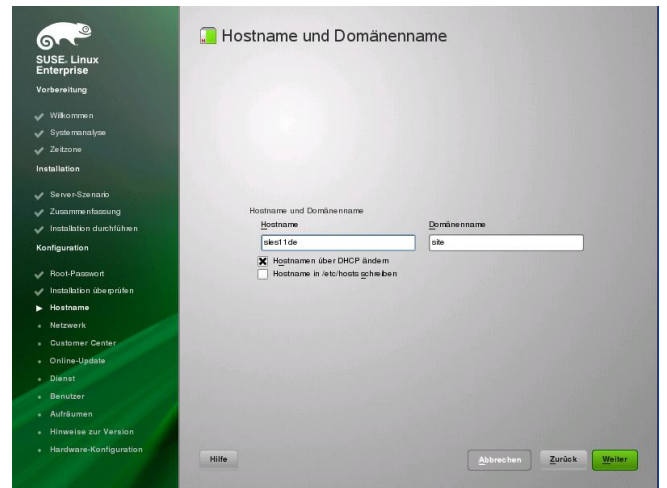 SUSE. Linux
Enterprise
Vorbereitung
Willkommen
Systemanalyse
Zeitzone
Installation
Server-Szenario
Zusammenfassung
Installation durchführen
Konfiguration
Root-Passwort
Installation überprüfen
Hostname
Netzwerk
Customer Center
Online-Update
Dienst
Benutzer
Aufräumen
Hinweise zur Version
Hardware-Konfiguration
Hostname und Domänenname
Hostname und Domänenname
Hostname
Domänenname
sles11de
site
Hostnamen über DHCP ändern
Hostname in /etc/hosts schreiben
Hilfe
Abbrechen
Zurück
Weiter